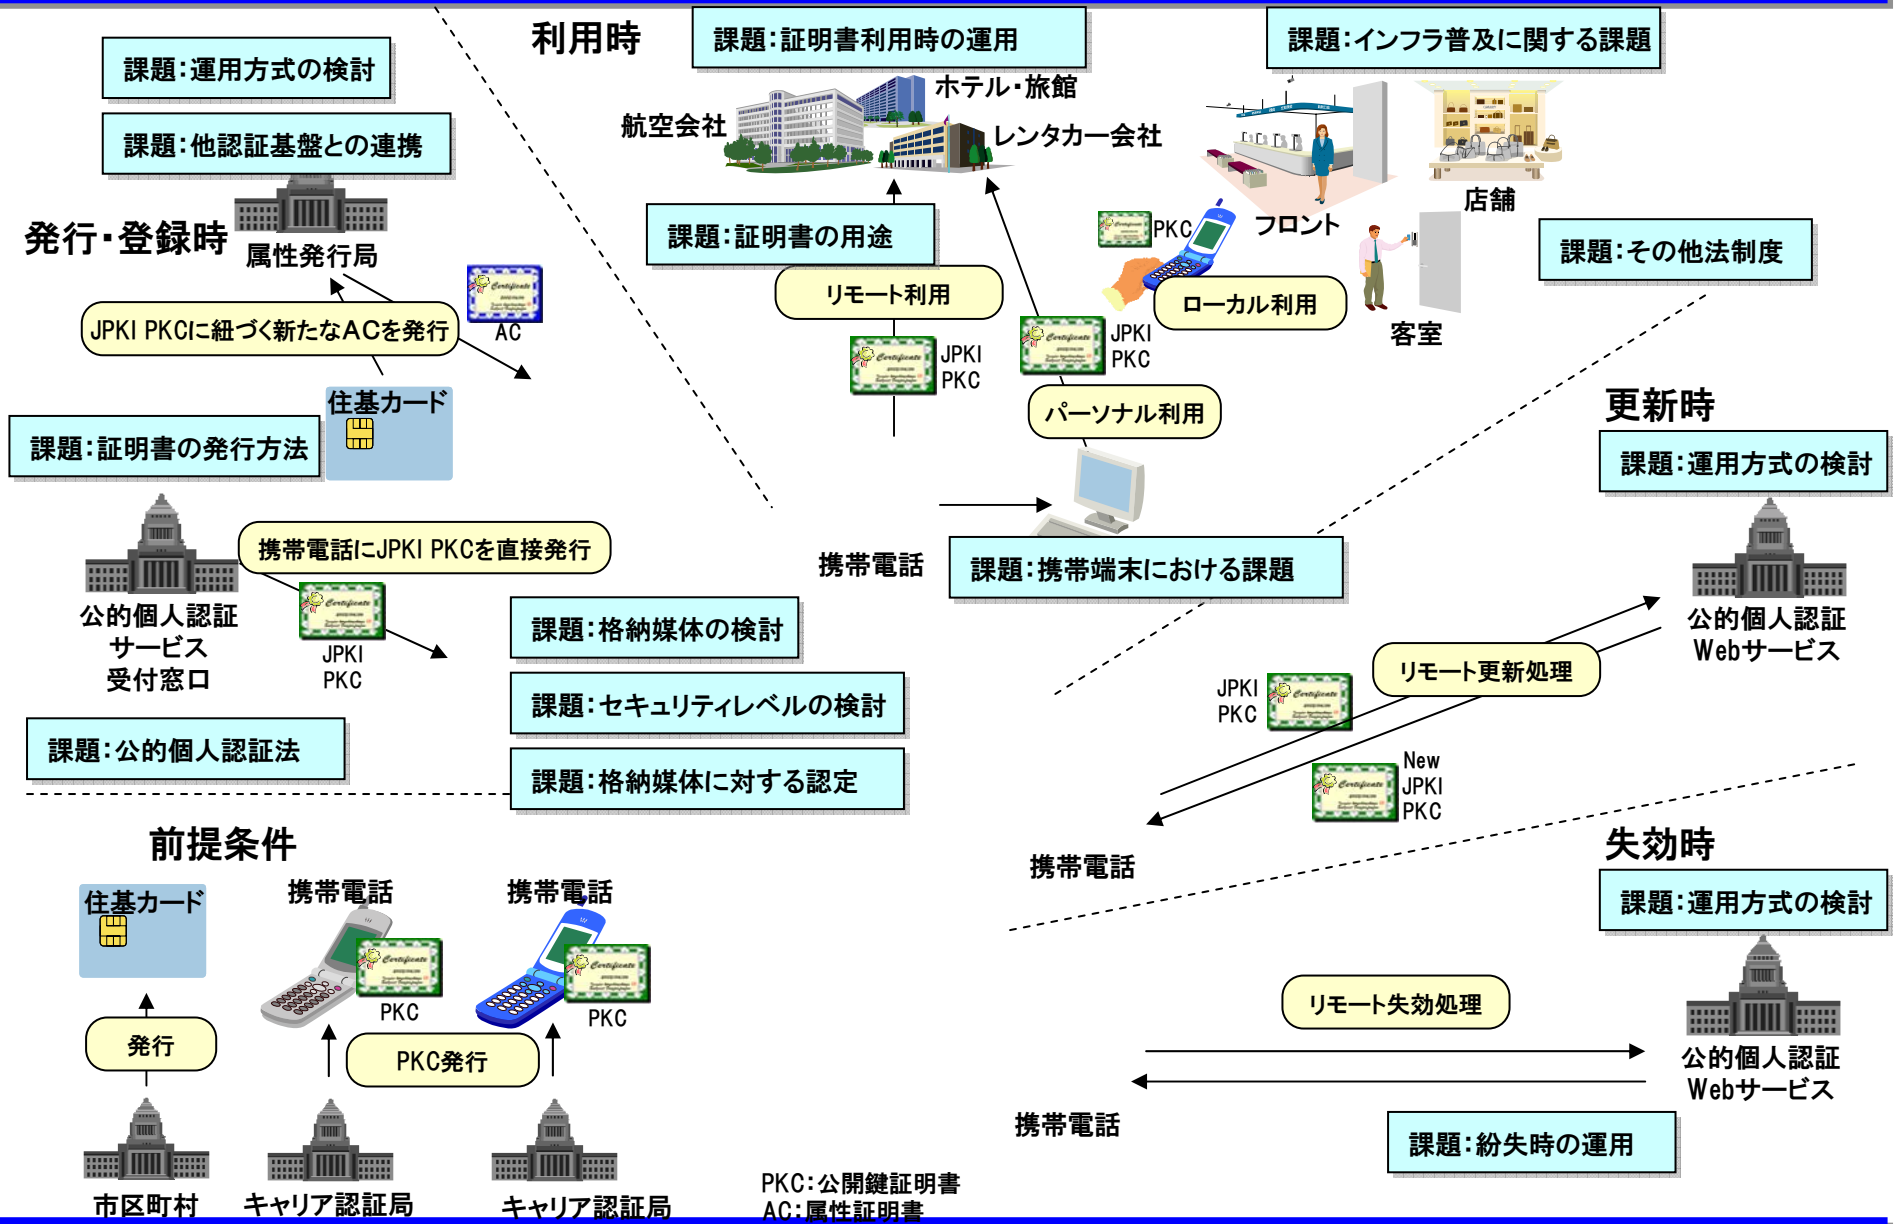 発行・登録時
課題：運用方式の検討
課題：他認証基盤との連携
属性発行局
JPKI PKCに紐づく新たなACを発行
AC
住基カード
課題：証明書の発行方法
携帯電話にJPKI PKCを直接発行
公的個人認証
サービス
受付窓口
JPKI
PKC
課題：公的個人認証法
課題：格納媒体の検討
課題：セキュリティレベルの検討
課題：格納媒体に対する認定
利用時
課題：証明書利用時の運用
課題：インフラ普及に関する課題
航空会社
ホテル・旅館
レンタカー会社
課題：証明書の用途
リモート利用
JPKI
PKC
JPKI
PKC
パーソナル利用
PKC
ローカル利用
フロント
店舗
客室
課題：その他法制度
携帯電話
課題：携帯端末における課題
更新時
課題：運用方式の検討
公的個人認証
Webサービス
リモート更新処理
JPKI
PKC
New
JPKI
PKC
携帯電話
失効時
課題：運用方式の検討
リモート失効処理
公的個人認証
Webサービス
携帯電話
課題：紛失時の運用
前提条件
住基カード
発行
市区町村
携帯電話
PKC
キャリア認証局
PKC発行
携帯電話
PKC
キャリア認証局
PKC：公開鍵証明書
AC：属性証明書